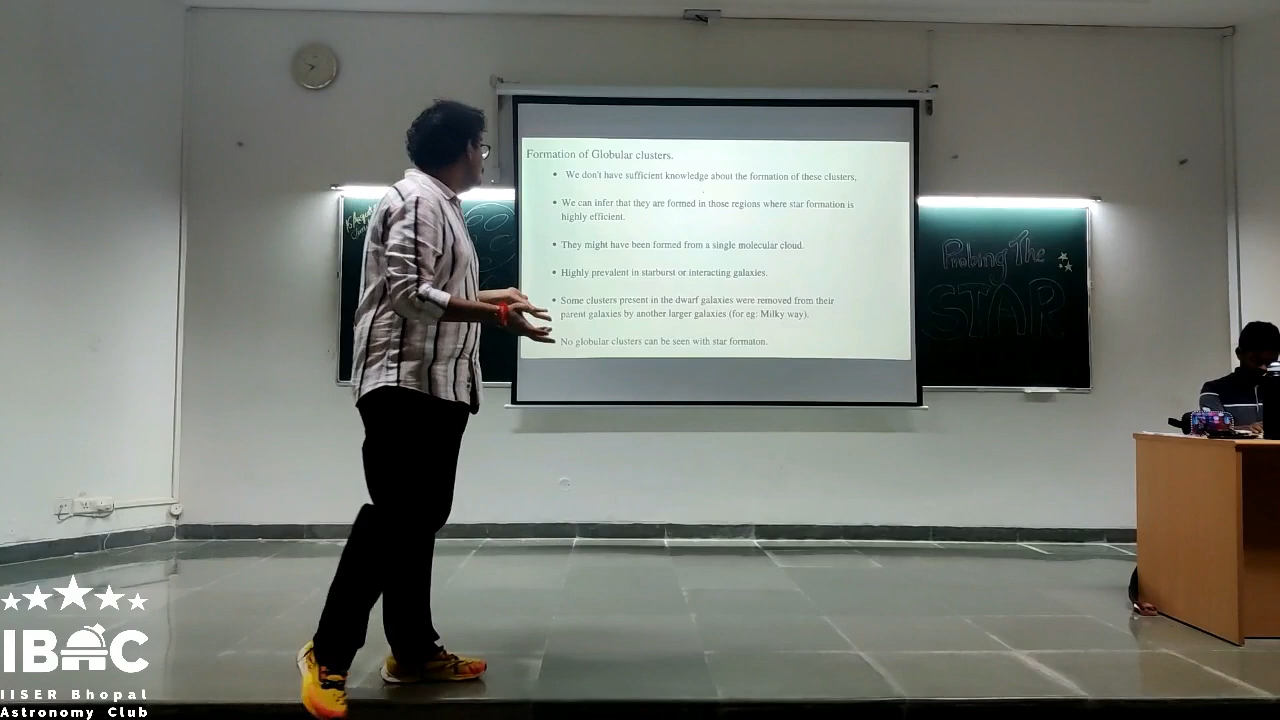 Formation of Globular clusters.
• We don't have sufficient knowledge about the formation of these clusters,
• We can infer that they are formed in those regions where star formation is
highly efficient.
• They might have been formed from a single molecular cloud.
• Highly prevalent in starburst or interacting galaxies.
• Some clusters present in the dwarf galaxies were removed from their
parent galaxies by another larger galaxies (for eg: Milky way).
No globular clusters can be seen with star formaton.
Probing The
STAR
IBAC
IISER Bhopal
Astronomy Club